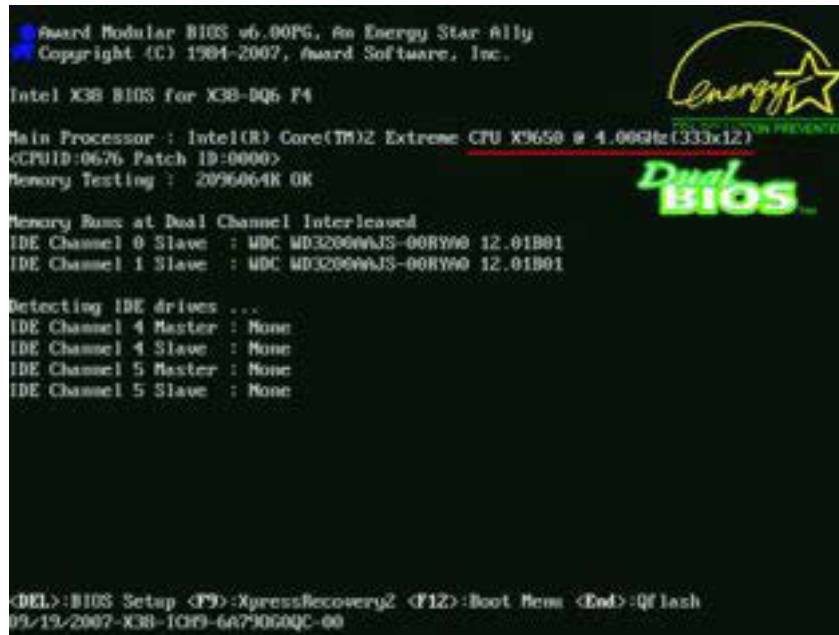 Award Modular BIOS v6.00PG, An Energy Star Ally
Copyright (C) 1984-2007, Award Software, Inc.
energy
Intel X38 BIOS for X38-DQ6 F4
Main Processor : Intel(R) Core(TM)2 Extreme CPU X9650 @ 4.00GHz(333x12)
<CPUID:0676 Patch ID:0000>
Memory Testing : 2096064K OK
Dual
BIOS
Memory Runs at Dual Channel Interleaved
IDE Channel 0 Slave : WDC WD3200AAJS-00RYA0 12.01B01
IDE Channel 1 Slave : WDC WD3200AAJS-00RYA0 12.01B01
Detecting IDE drives ...
IDE Channel 4 Master : None
IDE Channel 4 Slave : None
IDE Channel 5 Master : None
IDE Channel 5 Slave : None
<DEL>:BIOS Setup <F9>:XpressRecovery2 <F12>:Boot Menu <End>:Qflash
09/19/2007-X38-ICH9-6A790G0QC-00